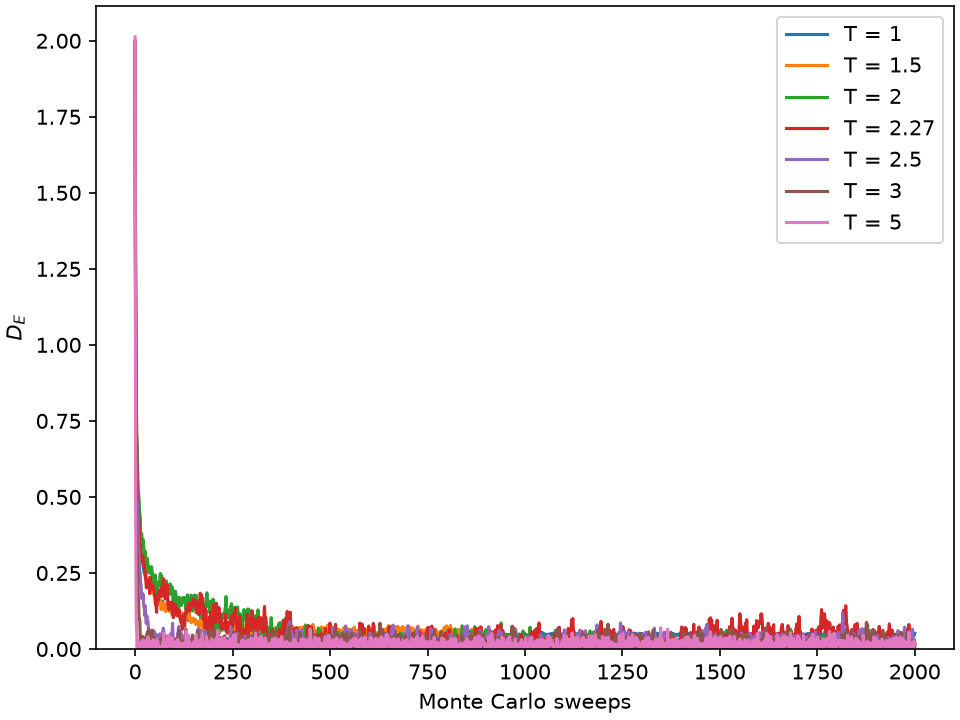 2.00
1.75
1.50
1.25
1.00
0.75
0.50
0.25
0.00
D_E
0 250 500 750 1000 1250 1500 1750 2000
Monte Carlo sweeps
T = 1
T = 1.5
T = 2
T = 2.27
T = 2.5
T = 3
T = 5